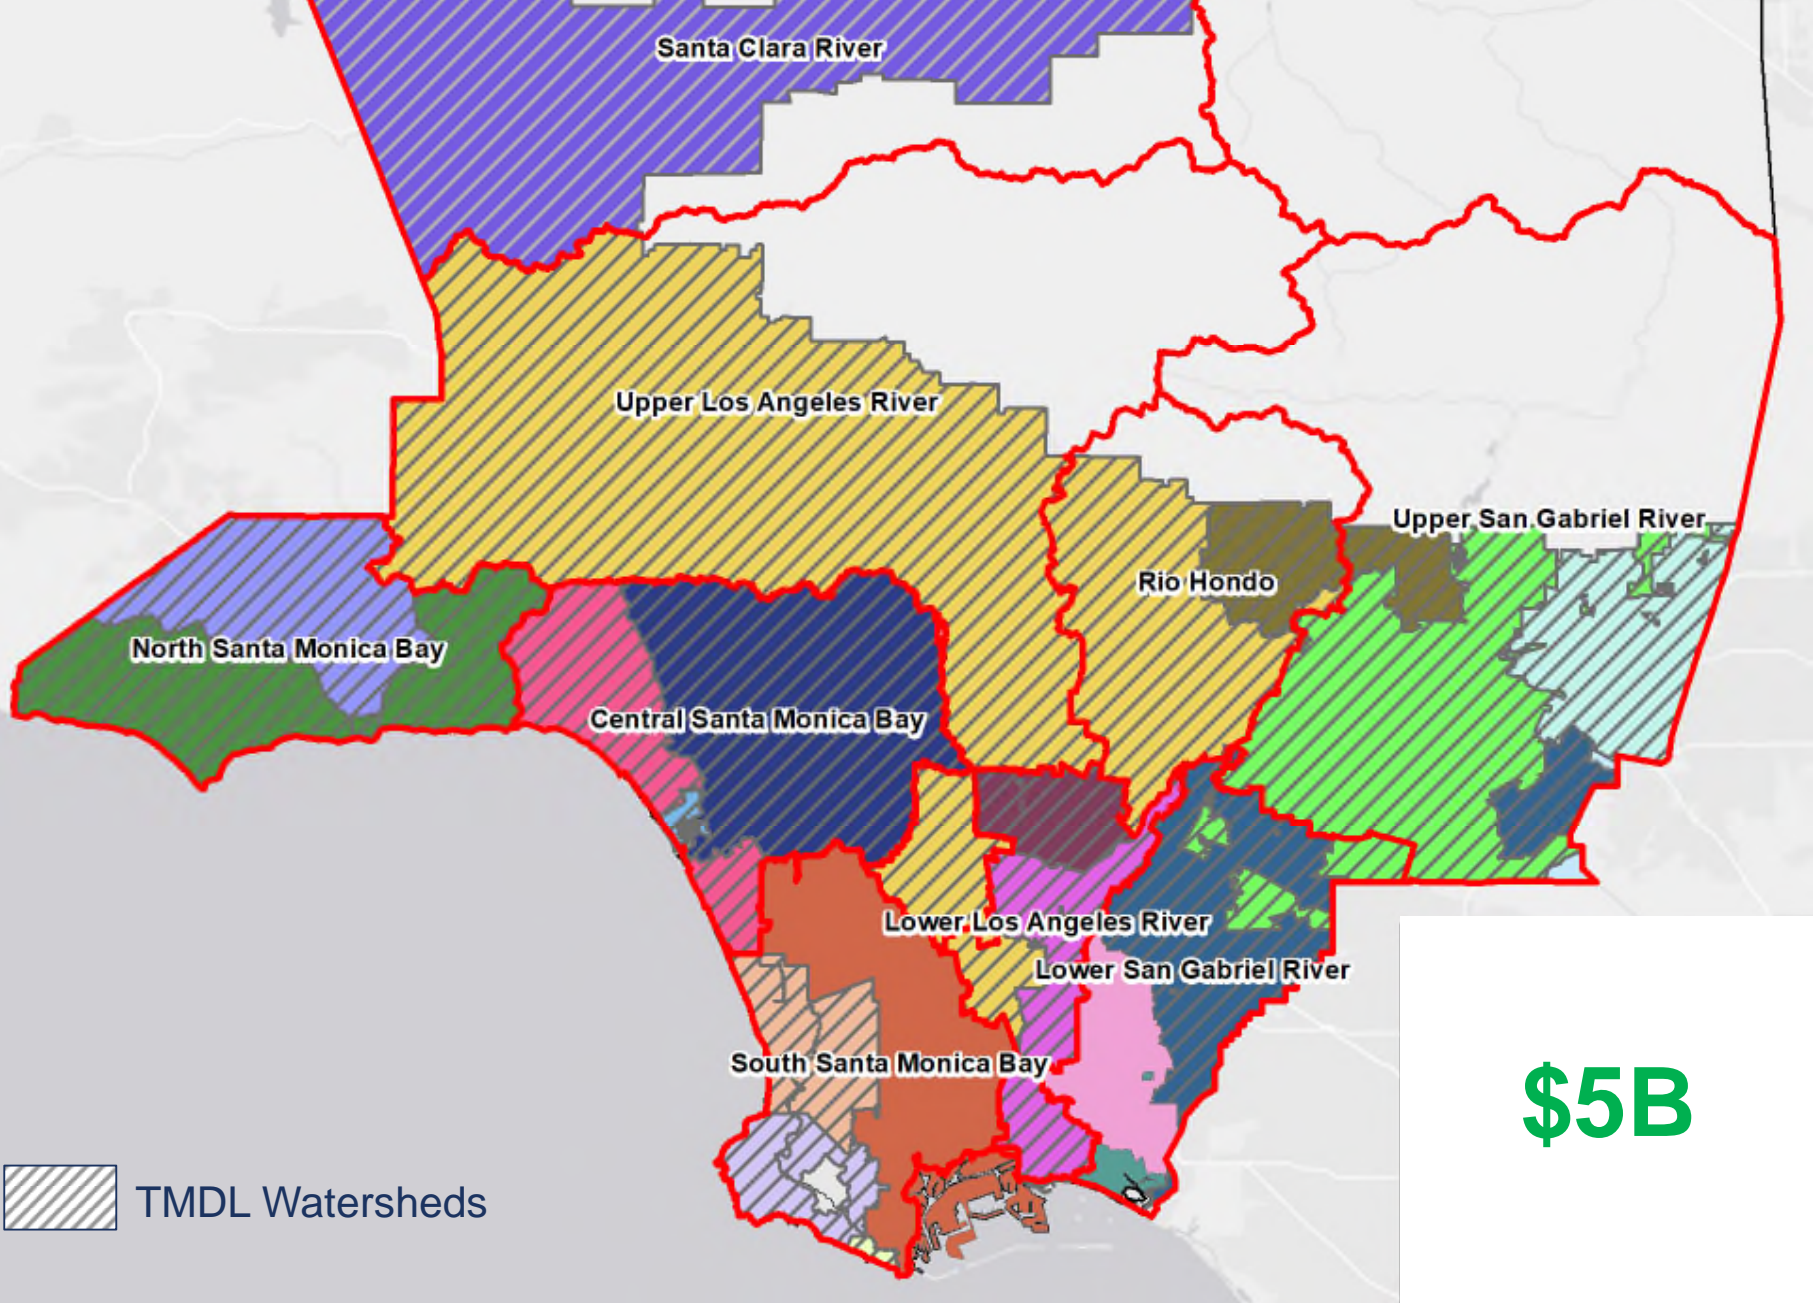 Santa Clara River
Upper Los Angeles River
Upper San Gabriel River
Rio Hondo
North Santa Monica Bay
Central Santa Monica Bay
Lower Los Angeles River
Lower San Gabriel River
South Santa Monica Bay
$5B
TMDL Watersheds